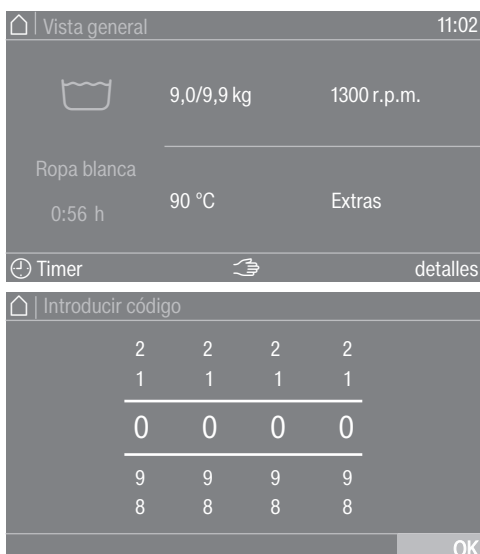 Vista general 11:02
9,0/9,9 kg 1300 r.p.m.
Ropa blanca
0:56 h
90 °C Extras
Timer detalles
Introducir código
2 2 2 2
1 1 1 1
0 0 0 0
9 9 9 9
8 8 8 8
OK